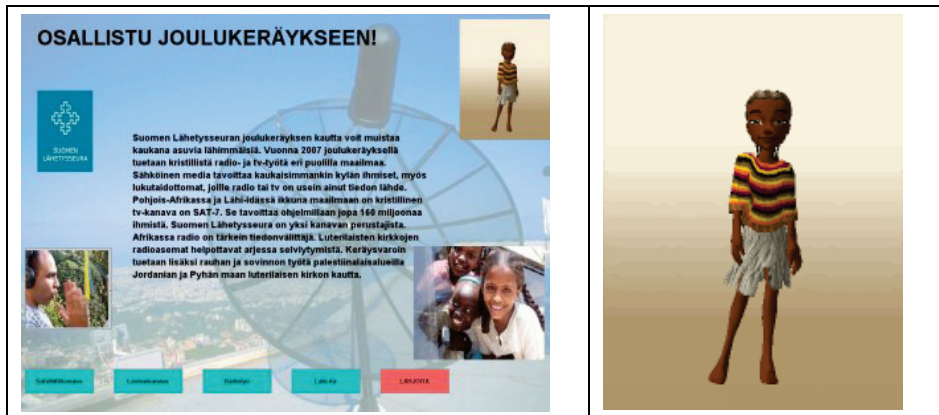 OSALLISTU JOULUKERÄYKSEEN!
SUOMEN
LÄHETYSSEURA
Suomen Lähetysseuran joulukeräyksen kautta voit muistaa
kaukana asuvia lähimmäisiä. Vuonna 2007 joulukeräyksellä
tuetaan kristillistä radio- ja tv-työtä eri puolilla maailmaa.
Sähköinen media tavoittaa kaukaisimmankin kylän ihmiset, myös
lukutaidottomat, joille radio tai tv on usein ainut tiedon lähde.
Pohjois-Afrikassa ja Lähi-idässä ikkuna maailmaan on kristillinen
tv-kanava on SAT-7. Se tavoittaa ohjelmillaan jopa 160 miljoonaa
ihmistä. Suomen Lähetysseura on yksi kanavan perustajista.
Afrikassa radio on tärkein tiedonvälittäjä. Luterilaisten kirkkojen
radioasemat helpottavat arjessa selviytymistä. Keräysvaroin
tuetaan lisäksi rauhan ja sovinnon työtä palestiinalaisalueilla
Jordanian ja Pyhän maan luterilaisen kirkon kautta.
LAHJOITA